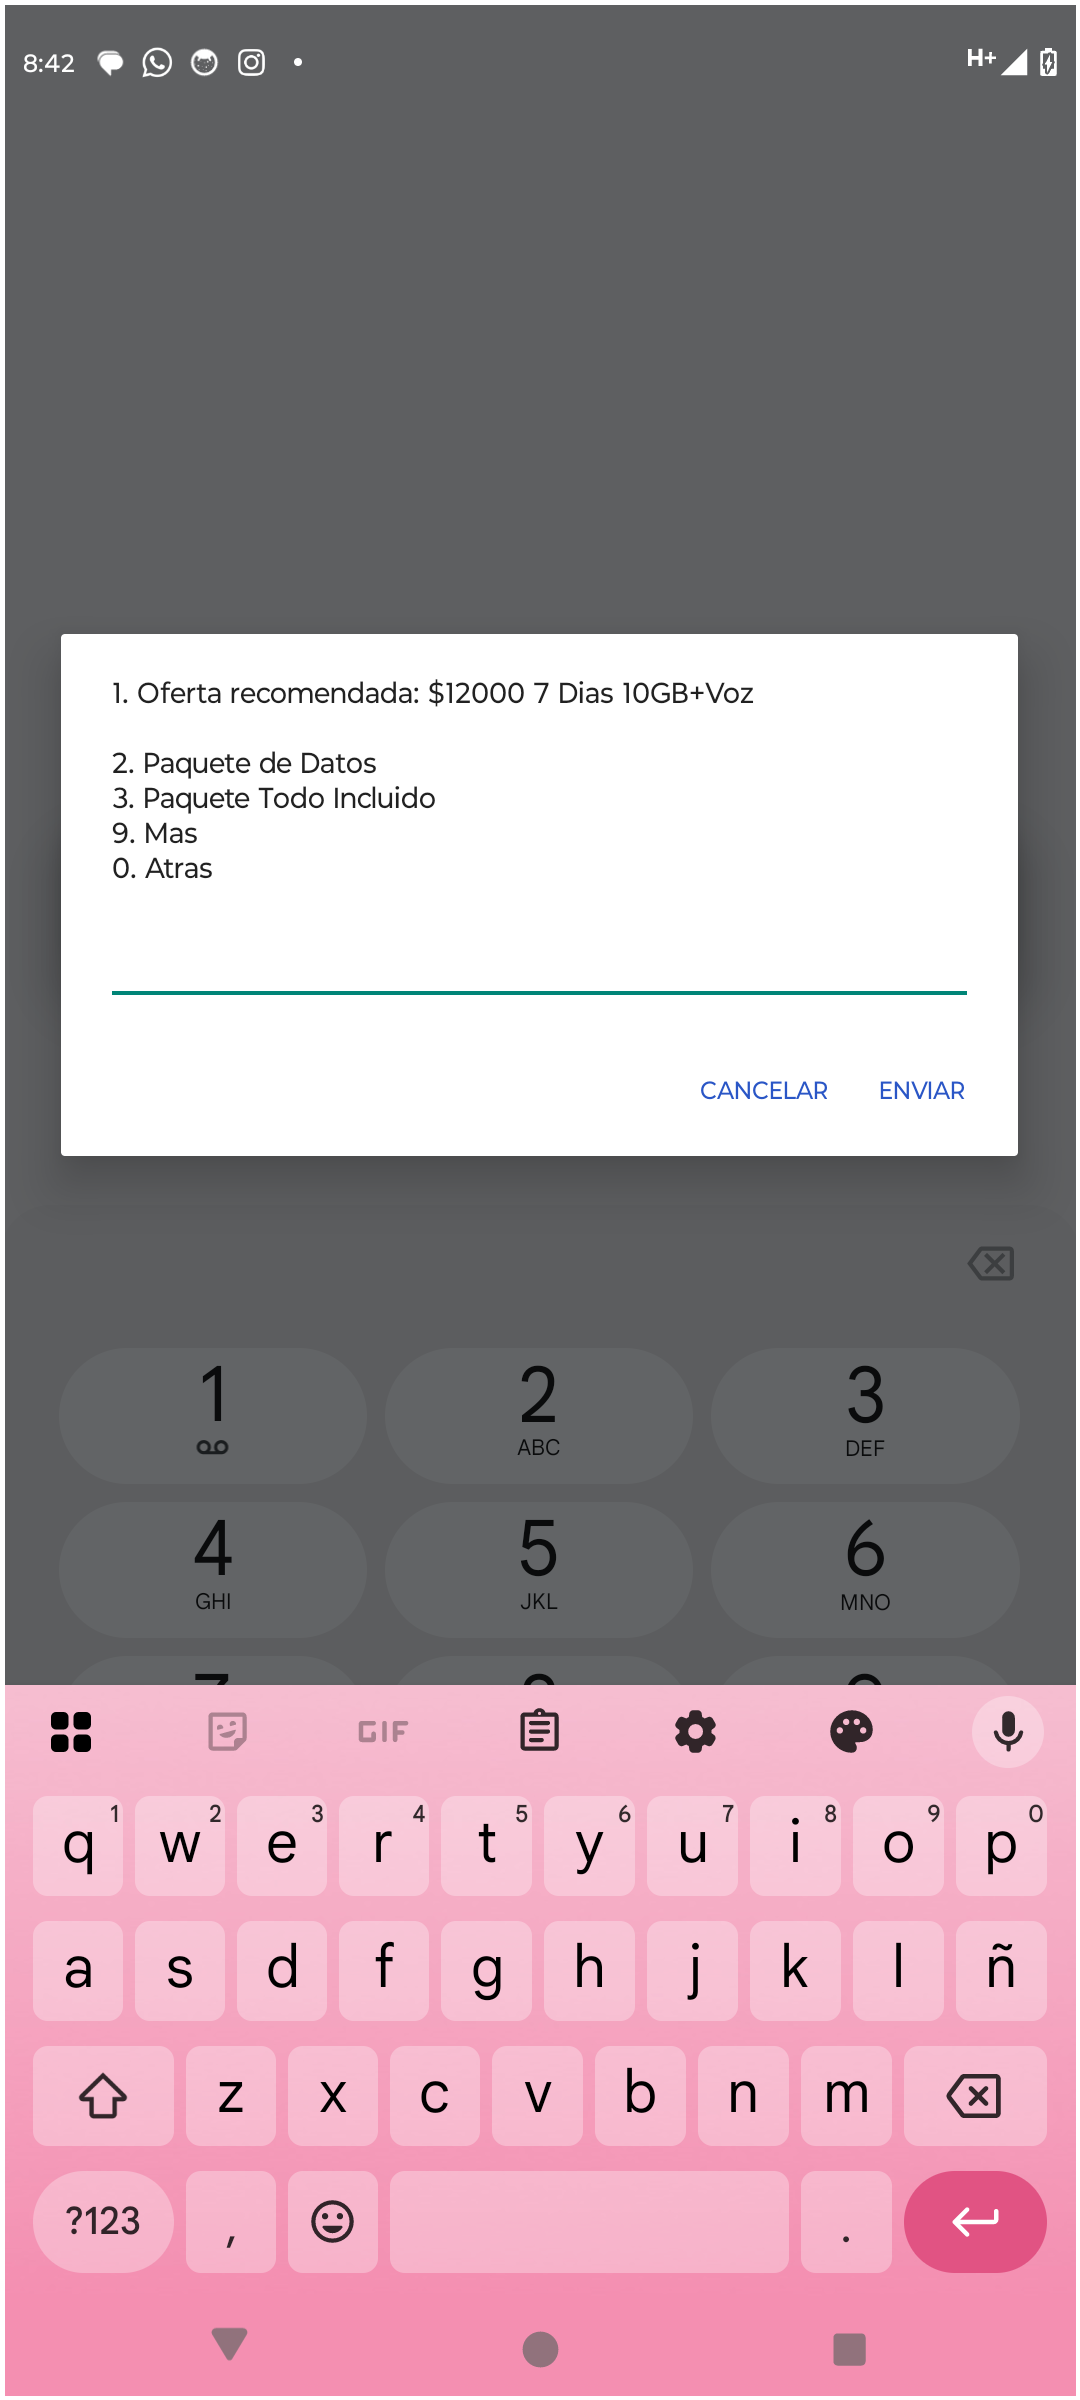 8:42 H+
1. Oferta recomendada: $12000 7 Dias 10GB+Voz
2. Paquete de Datos
3. Paquete Todo Incluido
9. Mas
0. Atras
CANCELAR ENVIAR
1 2 3
ABC DEF
4 5 6
GHI JKL MNO
GIF
1 2 3 4 5 6 7 8 9 0
q w e r t y u i o p
a s d f g h j k l ñ
z x c v b n m
?123 , .